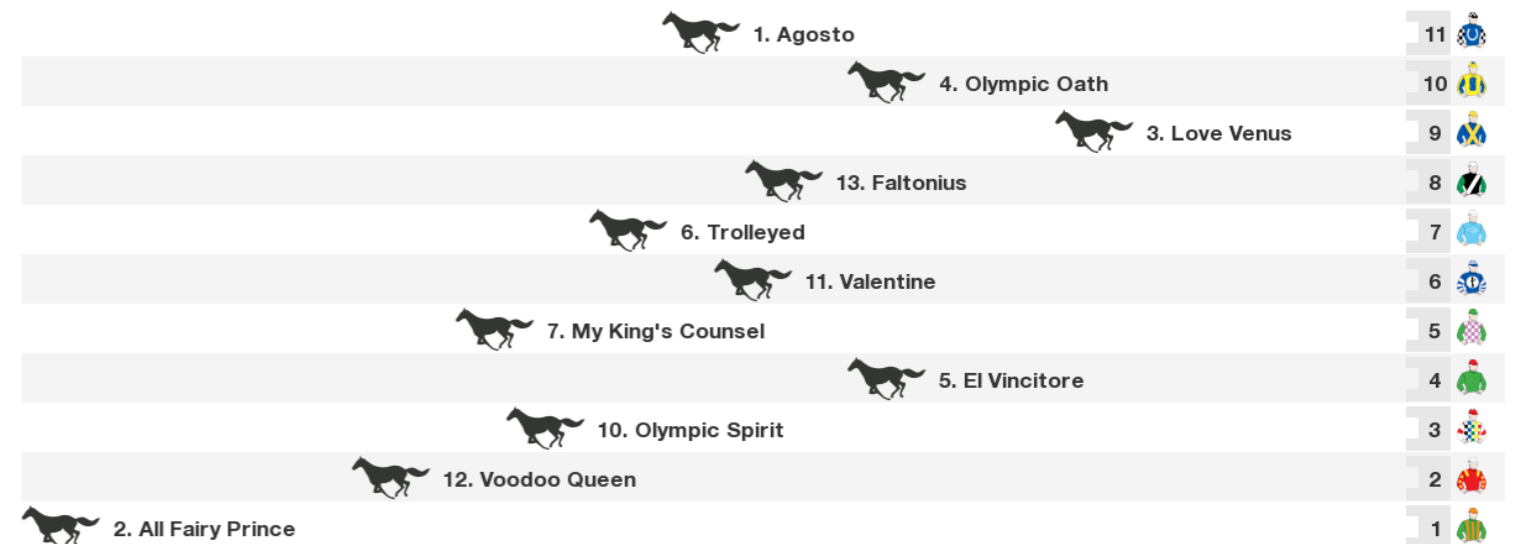 1. Agosto 11
4. Olympic Oath 10
3. Love Venus 9
13. Faltonius 8
6. Trolleyed 7
11. Valentine 6
7. My King's Counsel 5
5. El Vincitore 4
10. Olympic Spirit 3
12. Voodoo Queen 2
2. All Fairy Prince 1